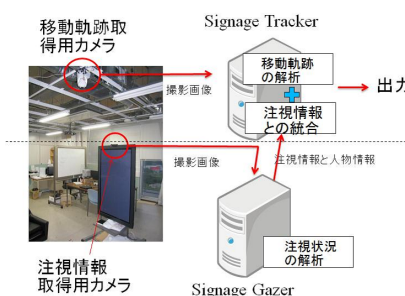 移動軌跡取
得用カメラ
Signage Tracker
移動軌跡
の解析
撮影画像
出力
注視情報
との統合
撮影画像
注視情報と人物情報
注視状況
の解析
注視情報
取得用カメラ
Signage Gazer